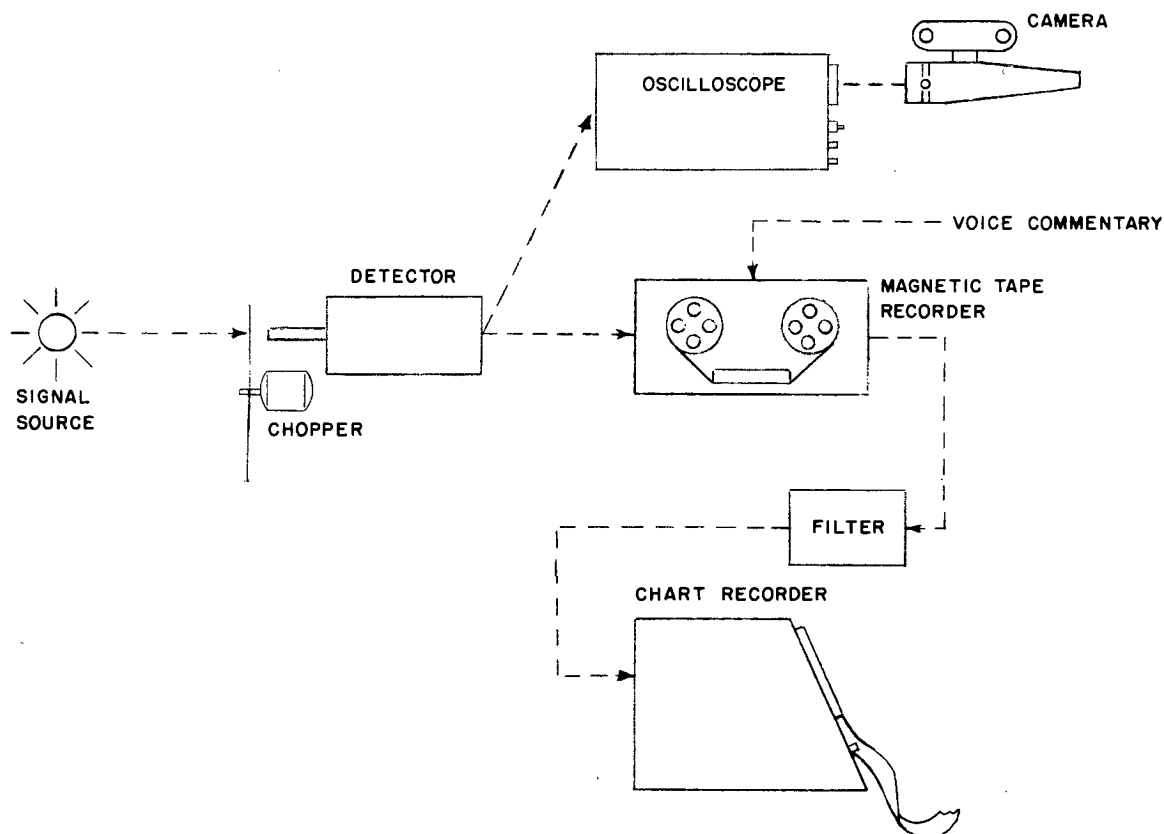 CAMERA
OSCILLOSCOPE
VOICE COMMENTARY
DETECTOR
MAGNETIC TAPE
RECORDER
SIGNAL
SOURCE
CHOPPER
FILTER
CHART RECORDER